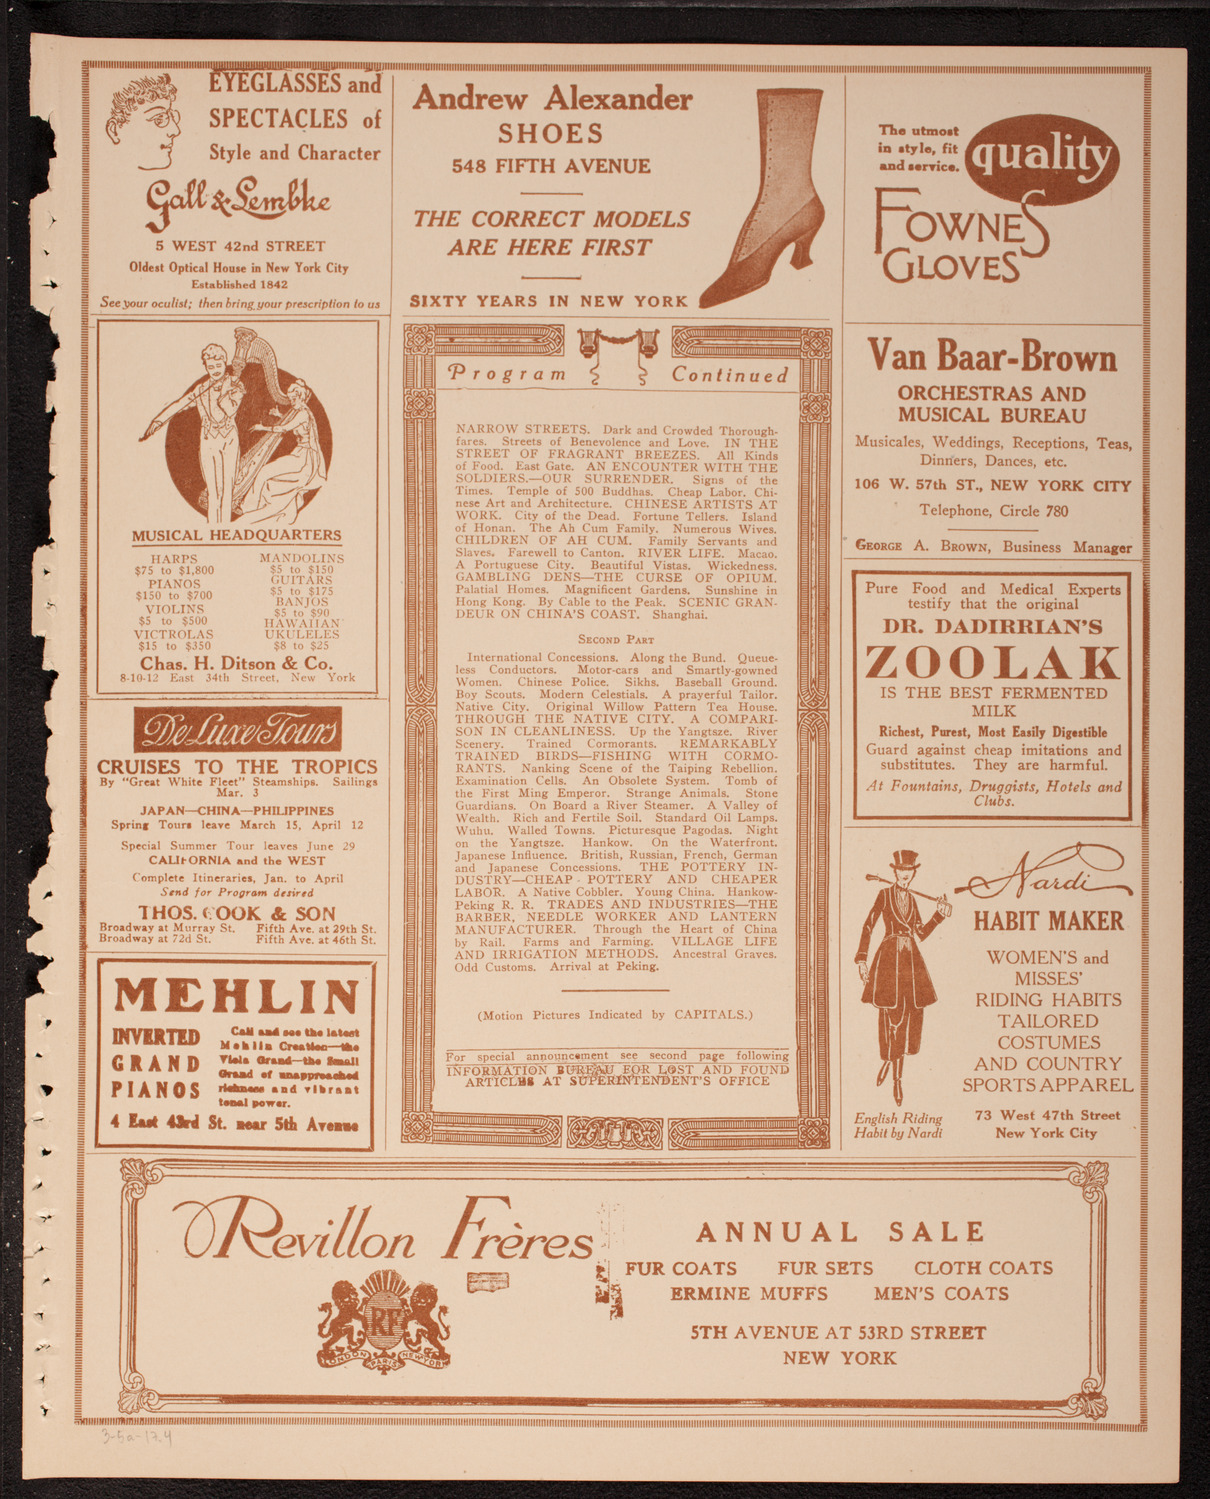 EYEGLASSES and
SPECTACLES of
Style and Character
Gall & Lembke
5 WEST 42nd STREET
Oldest Optical House in New York City
Established 1842
See your oculist; then bring your prescription to us
MUSICAL HEADQUARTERS
HARPS
$75 to $1,800
PIANOS
$150 to $700
VIOLINS
$5 to $500
VICTROLAS
$15 to $350
MANDOLINS
$5 to $150
GUITARS
$5 to $175
BANJOS
$5 to $90
HAWAIIAN
UKULELES
$8 to $25
Chas. H. Ditson & Co.
8-10-12 East 34th Street, New York
De Luxe Tours
CRUISES TO THE TROPICS
By "Great White Fleet" Steamships. Sailings
Mar. 3
JAPAN—CHINA—PHILIPPINES
Spring Tours leave March 15, April 12
Special Summer Tour leaves June 29
CALIFORNIA and the WEST
Complete Itineraries, Jan. to April
Send for Program desired
THOS. COOK & SON
Broadway at Murray St. Fifth Ave. at 29th St.
Broadway at 72d St. Fifth Ave. at 46th St.
MEHLIN
INVERTED
GRAND
PIANOS
Call and see the latest
Mehlin Creation—the
Viola Grand—the Small
Grand of unapproached
richness and vibrant
tonal power.
4 East 43rd St. near 5th Avenue
Andrew Alexander
SHOES
548 FIFTH AVENUE
THE CORRECT MODELS
ARE HERE FIRST
SIXTY YEARS IN NEW YORK
Program Continued
NARROW STREETS. Dark and Crowded Thorough-
fares. Streets of Benevolence and Love. IN THE
STREET OF FRAGRANT BREEZES. All Kinds
of Food. East Gate. AN ENCOUNTER WITH THE
SOLDIERS.—OUR SURRENDER. Signs of the
Times. Temple of 500 Buddhas. Cheap Labor. Chi-
nese Art and Architecture. CHINESE ARTISTS AT
WORK. City of the Dead. Fortune Tellers. Island
of Honan. The Ah Cum Family. Numerous Wives.
CHILDREN OF AH CUM. Family Servants and
Slaves. Farewell to Canton. RIVER LIFE. Macao.
A Portuguese City. Beautiful Vistas. Wickedness.
GAMBLING DENS—THE CURSE OF OPIUM.
Palatial Homes. Magnificent Gardens. Sunshine in
Hong Kong. By Cable to the Peak. SCENIC GRAN-
DEUR ON CHINA'S COAST. Shanghai.
SECOND PART
International Concessions. Along the Bund. Queue-
less Conductors. Motor-cars and Smartly-gowned
Women. Chinese Police. Sikhs. Baseball Ground.
Boy Scouts. Modern Celestials. A prayerful Tailor.
Native City. Original Willow Pattern Tea House.
THROUGH THE NATIVE CITY. A COMPARI-
SON IN CLEANLINESS. Up the Yangtsze. River
Scenery. Trained Cormorants. REMARKABLY
TRAINED BIRDS—FISHING WITH CORMO-
RANTS. Nanking Scene of the Taiping Rebellion.
Examination Cells. An Obsolete System. Tomb of
the First Ming Emperor. Strange Animals. Stone
Guardians. On Board a River Steamer. A Valley of
Wealth. Rich and Fertile Soil. Standard Oil Lamps.
Wuhu. Walled Towns. Picturesque Pagodas. Night
on the Yangtsze. Hankow. On the Waterfront.
Japanese Influence. British, Russian, French, German
and Japanese Concessions. THE POTTERY IN-
DUSTRY—CHEAP POTTERY AND CHEAPER
LABOR. A Native Cobbler. Young China. Hankow-
Peking R. R. TRADES AND INDUSTRIES—THE
BARBER, NEEDLE WORKER AND LANTERN
MANUFACTURER. Through the Heart of China
by Rail. Farms and Farming. VILLAGE LIFE
AND IRRIGATION METHODS. Ancestral Graves.
Odd Customs. Arrival at Peking.
(Motion Pictures Indicated by CAPITALS.)
For special announcement see second page following
INFORMATION BUREAU FOR LOST AND FOUND
ARTICLES AT SUPERINTENDENT'S OFFICE
The utmost
in style, fit
and service.
quality
FOWNES
GLOVES
Van Baar-Brown
ORCHESTRAS AND
MUSICAL BUREAU
Musicales, Weddings, Receptions, Teas,
Dinners, Dances, etc.
106 W. 57th ST., NEW YORK CITY
Telephone, Circle 780
GEORGE A. BROWN, Business Manager
Pure Food and Medical Experts
testify that the original
DR. DADIRRIAN'S
ZOOLAK
IS THE BEST FERMENTED
MILK
Richest, Purest, Most Easily Digestible
Guard against cheap imitations and
substitutes. They are harmful.
At Fountains, Druggists, Hotels and
Clubs.
Nardi
HABIT MAKER
WOMEN'S and
MISSES'
RIDING HABITS
TAILORED
COSTUMES
AND COUNTRY
SPORTS APPAREL
73 West 47th Street
New York City
English Riding
Habit by Nardi
Revillon Frères
RF
LONDON PARIS NEW YORK
ANNUAL SALE
FUR COATS FUR SETS CLOTH COATS
ERMINE MUFFS MEN'S COATS
5TH AVENUE AT 53RD STREET
NEW YORK
3-5a-17.4